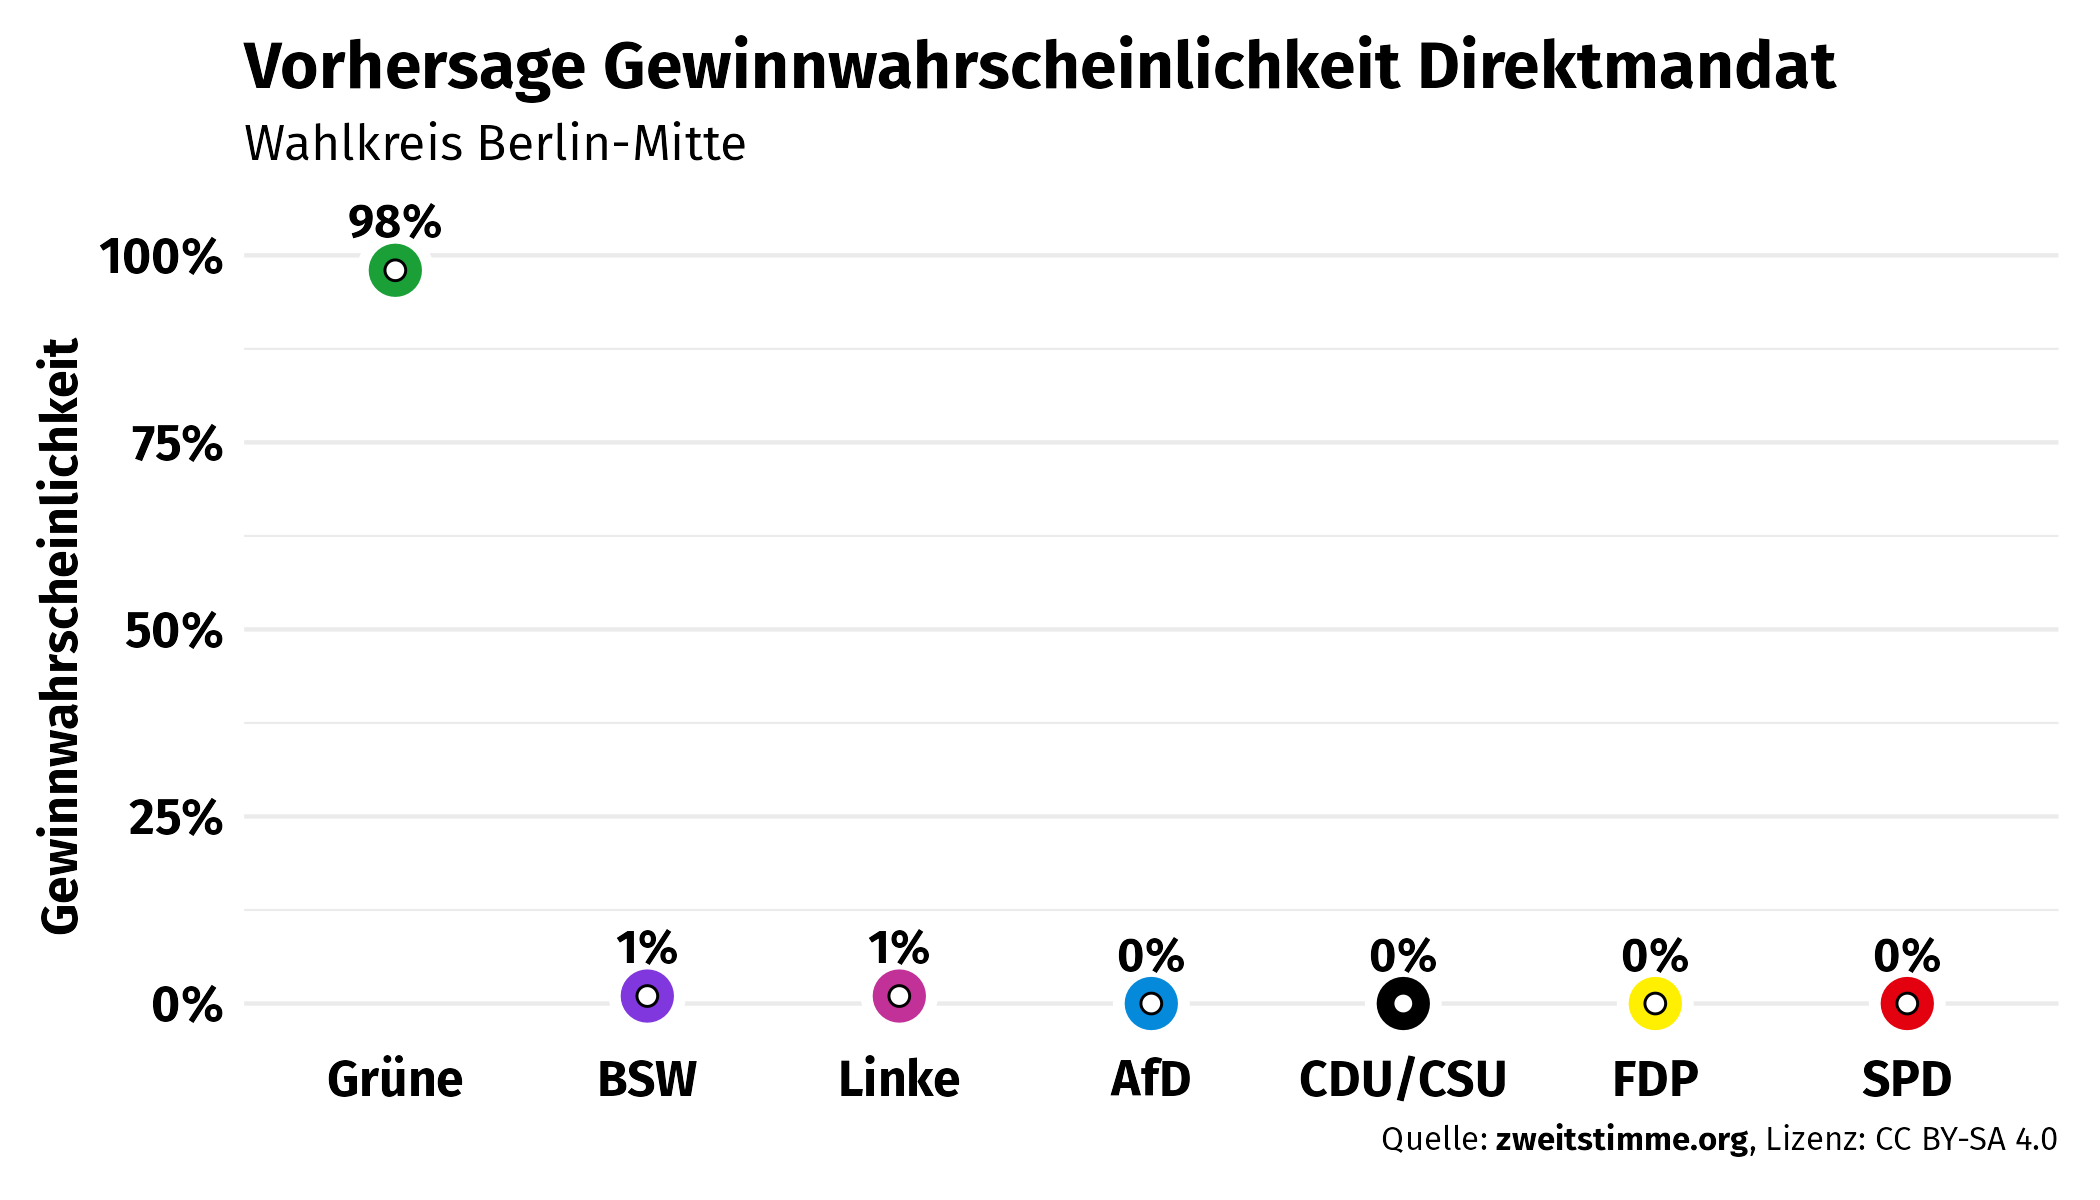 Vorhersage Gewinnwahrscheinlichkeit Direktmandat
Wahlkreis Berlin-Mitte
Gewinnwahrscheinlichkeit
100%
75%
50%
25%
0%
98%
1%
1%
0%
0%
0%
0%
Grüne
BSW
Linke
AfD
CDU/CSU
FDP
SPD
Quelle: zweitstimme.org, Lizenz: CC BY-SA 4.0